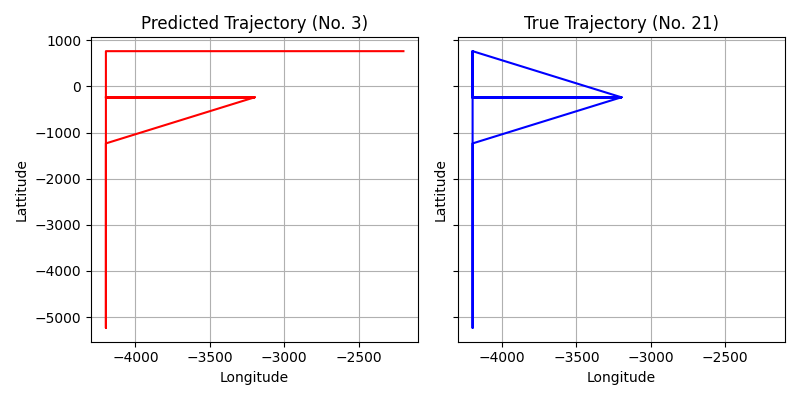 Predicted Trajectory (No. 3)
1000
0
−1000
−2000
−3000
−4000
−5000
Lattitude
−4000 −3500 −3000 −2500
Longitude
True Trajectory (No. 21)
Lattitude
−4000 −3500 −3000 −2500
Longitude